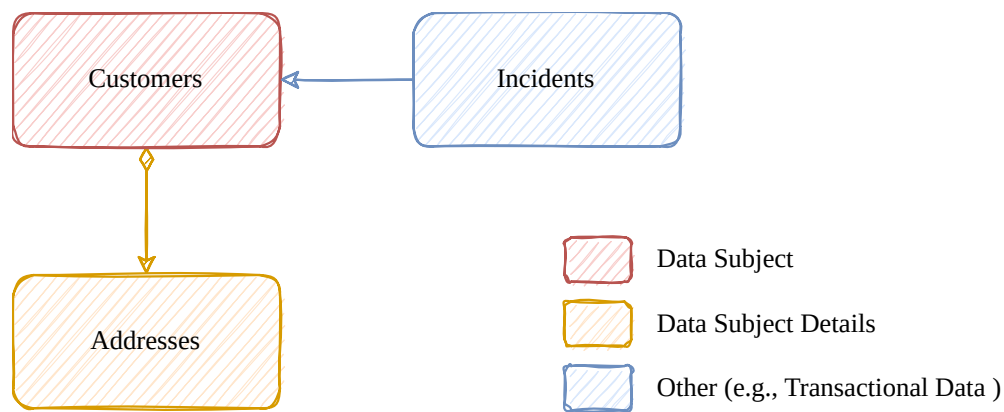 Customers
Incidents
Addresses
Data Subject
Data Subject Details
Other (e.g., Transactional Data )